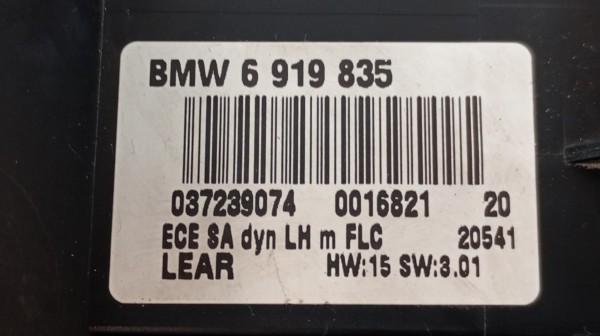 BMW 6 919 835
037239074 0016821 20
ECE SA dyn LH m FLC 20541
LEAR HW:15 SW:3.01